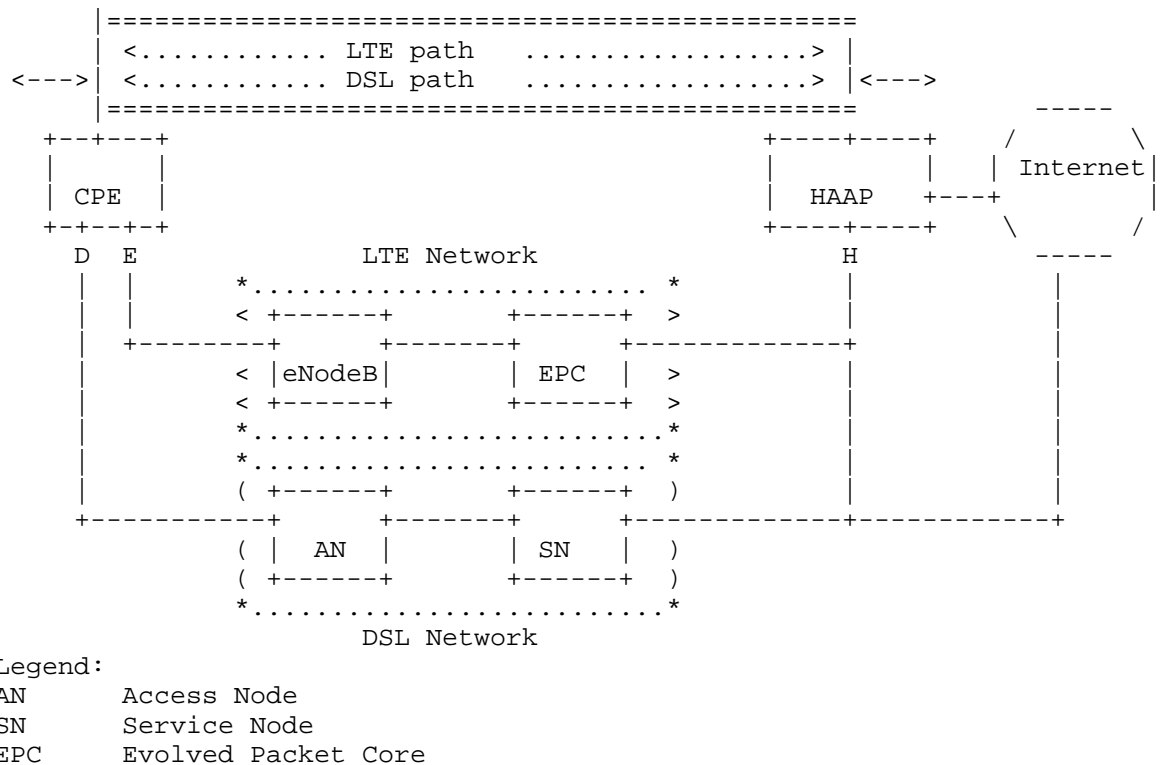 <............ LTE path ..................>
<---> <............ DSL path ..................> <--->
Internet
CPE HAAP
D E LTE Network H
eNodeB EPC
AN SN
DSL Network
Legend:
AN Access Node
SN Service Node
EPC Evolved Packet Core